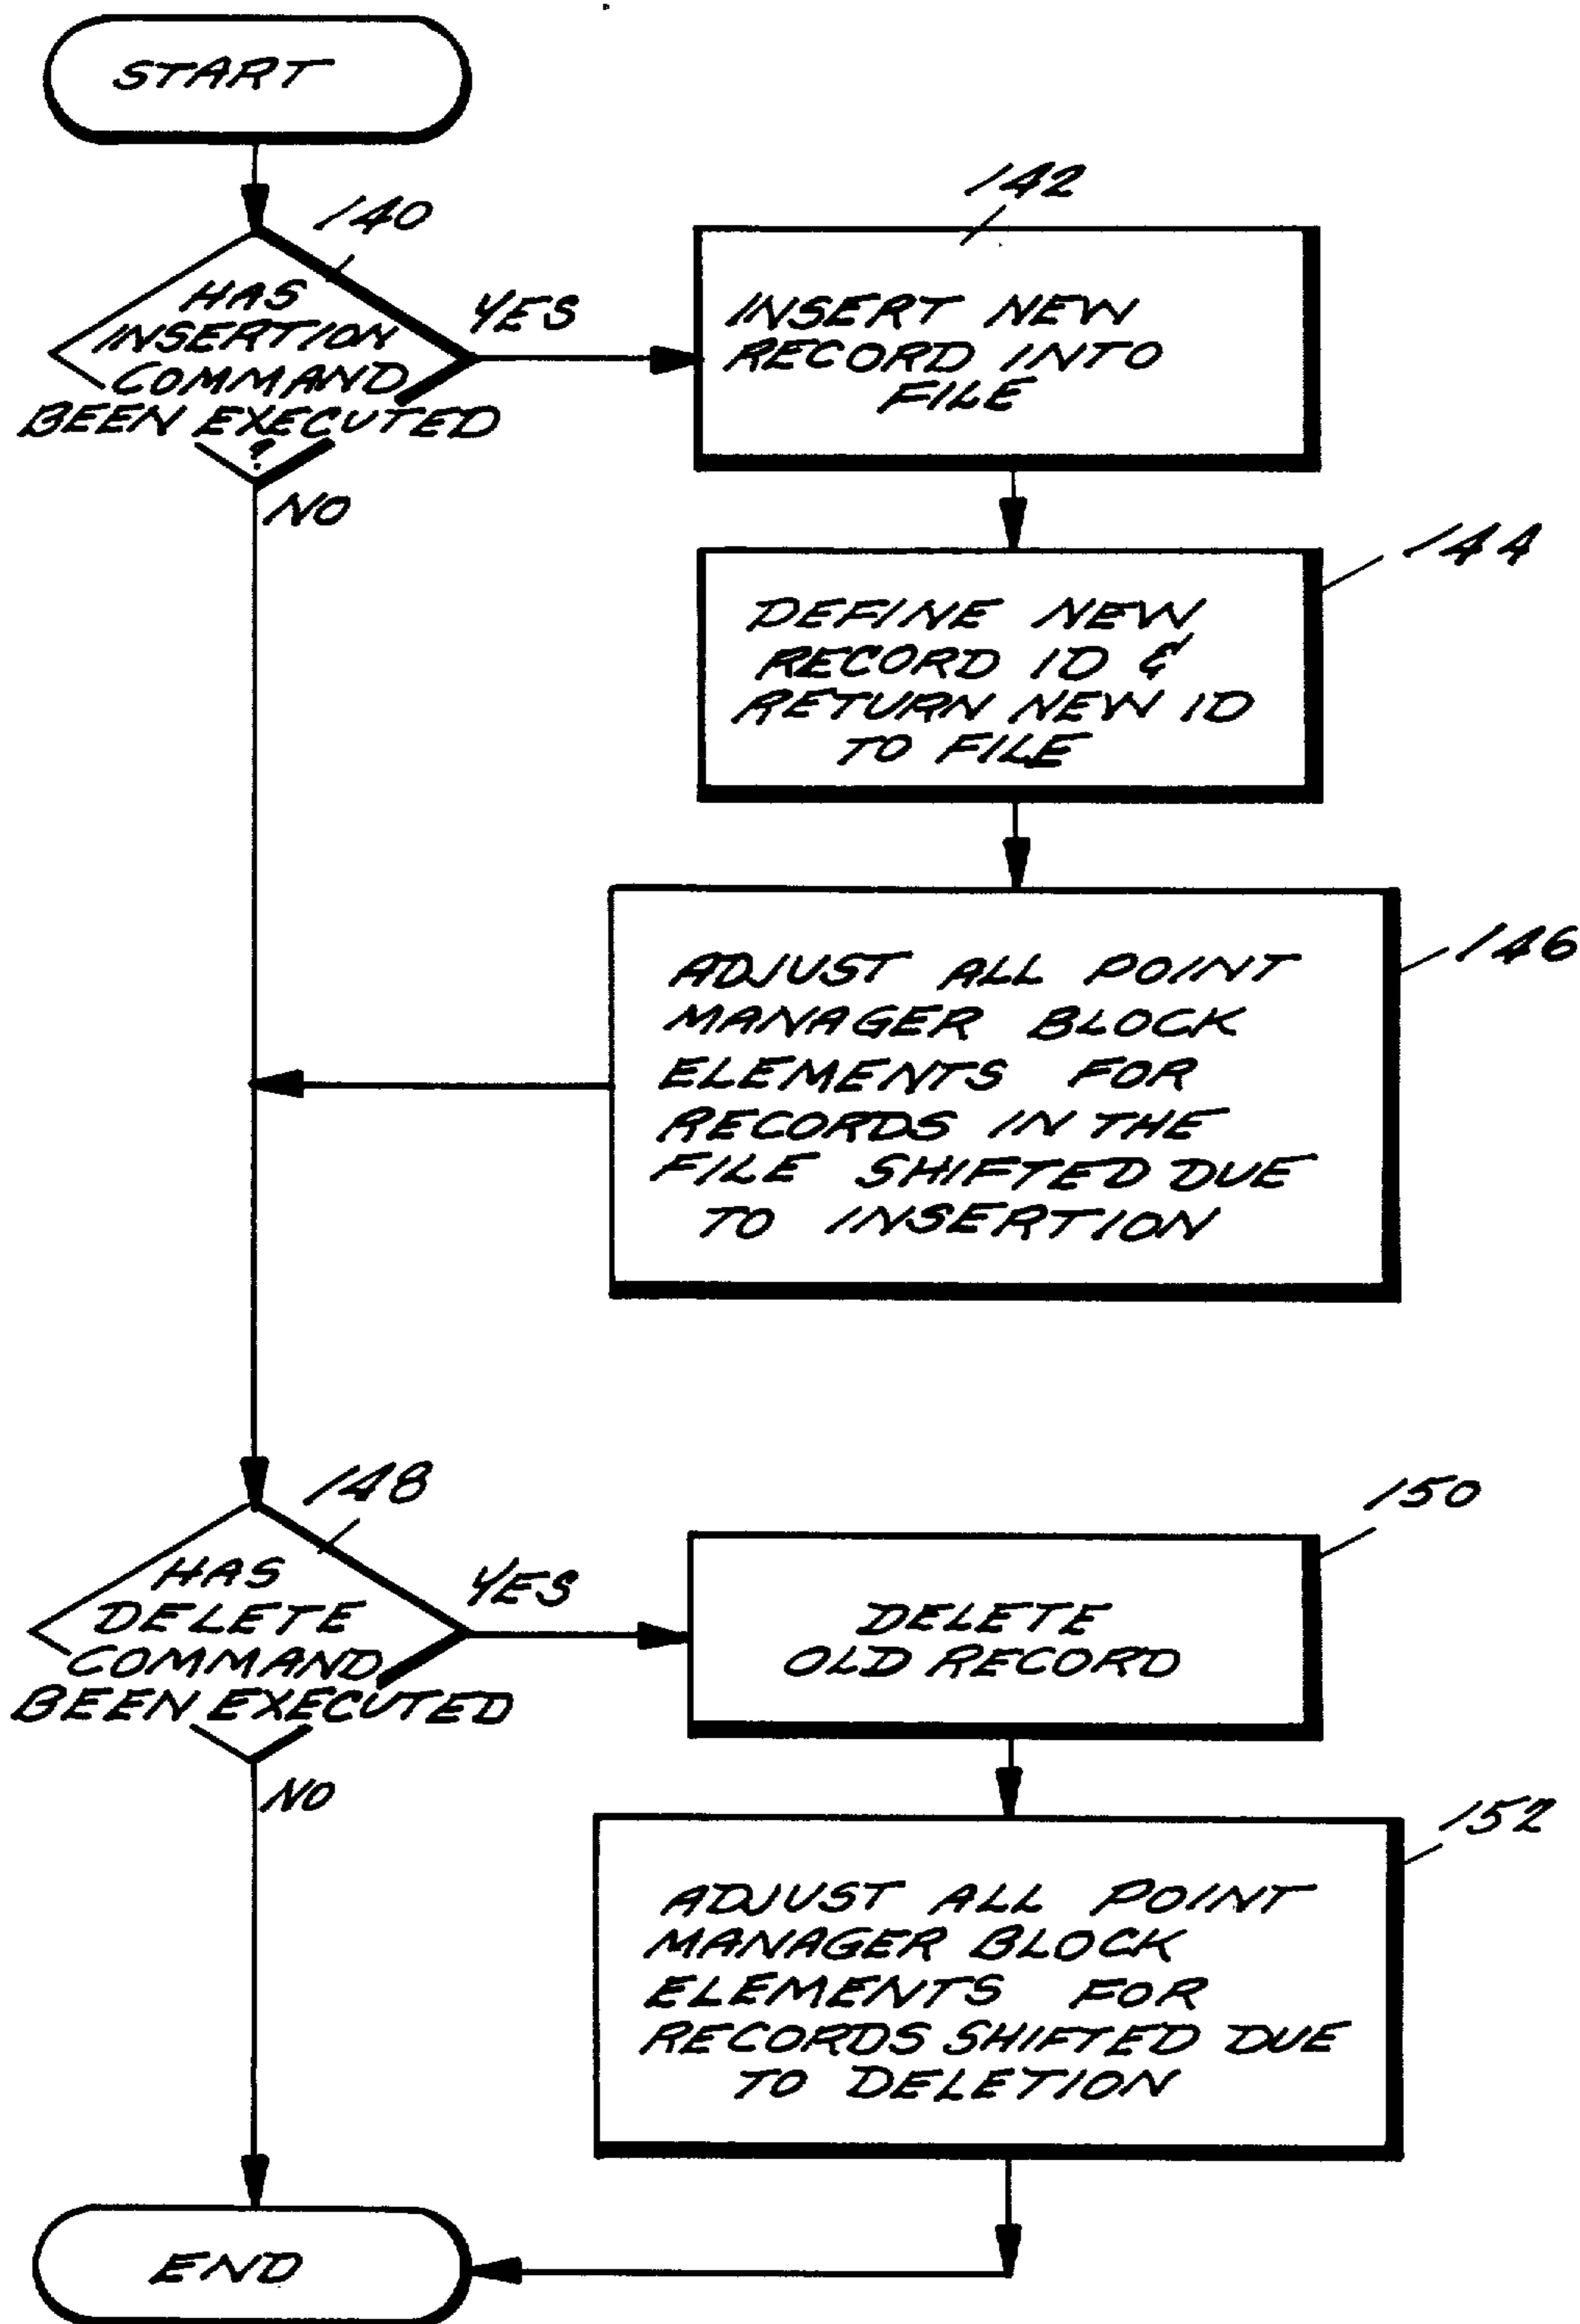 START
140
HAS
INSERTION
COMMAND
BEEN EXECUTED
?
YES
NO
142
INSERT NEW
RECORD INTO
FILE
144
DEFINE NEW
RECORD ID &
RETURN NEW ID
TO FILE
146
ADJUST ALL POINT
MANAGER BLOCK
ELEMENTS FOR
RECORDS IN THE
FILE SHIFTED DUE
TO INSERTION
148
HAS
DELETE
COMMAND
BEEN EXECUTED
YES
NO
150
DELETE
OLD RECORD
152
ADJUST ALL POINT
MANAGER BLOCK
ELEMENTS FOR
RECORDS SHIFTED DUE
TO DELETION
END